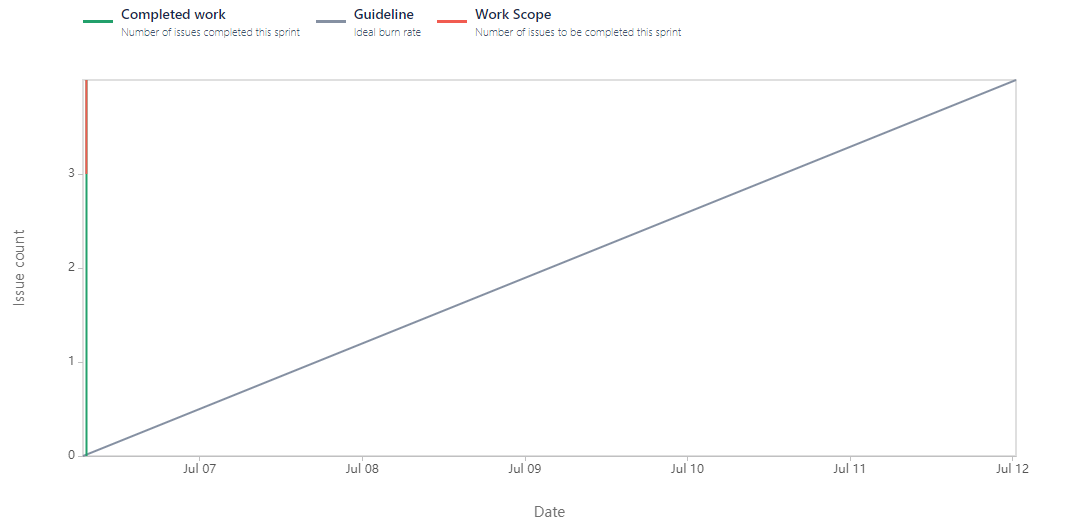 Completed work
Number of issues completed this sprint
Guideline
Ideal burn rate
Work Scope
Number of issues to be completed this sprint
3
2
1
0
Issue count
Jul 07
Jul 08
Jul 09
Jul 10
Jul 11
Jul 12
Date